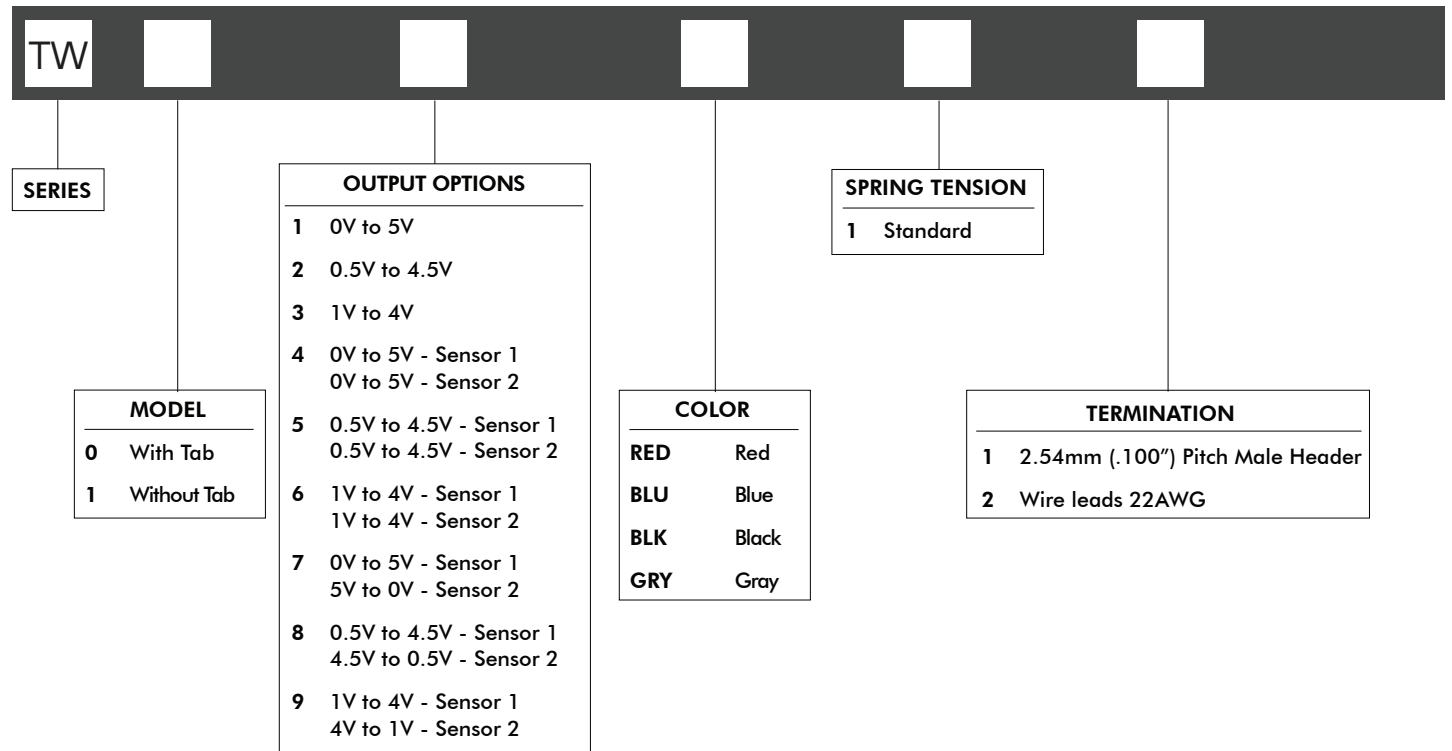 TW
SERIES
MODEL
0 With Tab
1 Without Tab
OUTPUT OPTIONS
1 0V to 5V
2 0.5V to 4.5V
3 1V to 4V
4 0V to 5V - Sensor 1
0V to 5V - Sensor 2
5 0.5V to 4.5V - Sensor 1
0.5V to 4.5V - Sensor 2
6 1V to 4V - Sensor 1
1V to 4V - Sensor 2
7 0V to 5V - Sensor 1
5V to 0V - Sensor 2
8 0.5V to 4.5V - Sensor 1
4.5V to 0.5V - Sensor 2
9 1V to 4V - Sensor 1
4V to 1V - Sensor 2
COLOR
RED Red
BLU Blue
BLK Black
GRY Gray
SPRING TENSION
1 Standard
TERMINATION
1 2.54mm (.100”) Pitch Male Header
2 Wire leads 22AWG